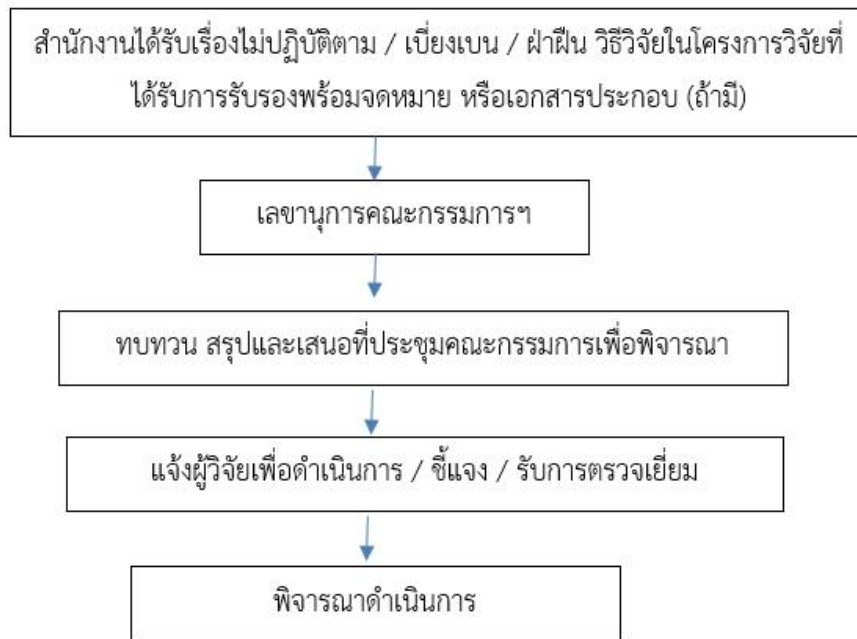 สำนักงานได้รับเรื่องไม่ปฏิบัติตาม / เบี่ยงเบน / ฝ่าฝืน วิธีวิจัยในโครงการวิจัยที่
ได้รับการรับรองพร้อมจดหมาย หรือเอกสารประกอบ (ถ้ามี)
เลขานุการคณะกรรมการฯ
ทบทวน สรุปและเสนอที่ประชุมคณะกรรมการเพื่อพิจารณา
แจ้งผู้วิจัยเพื่อดำเนินการ / ชี้แจง / รับการตรวจเยี่ยม
พิจารณาดำเนินการ